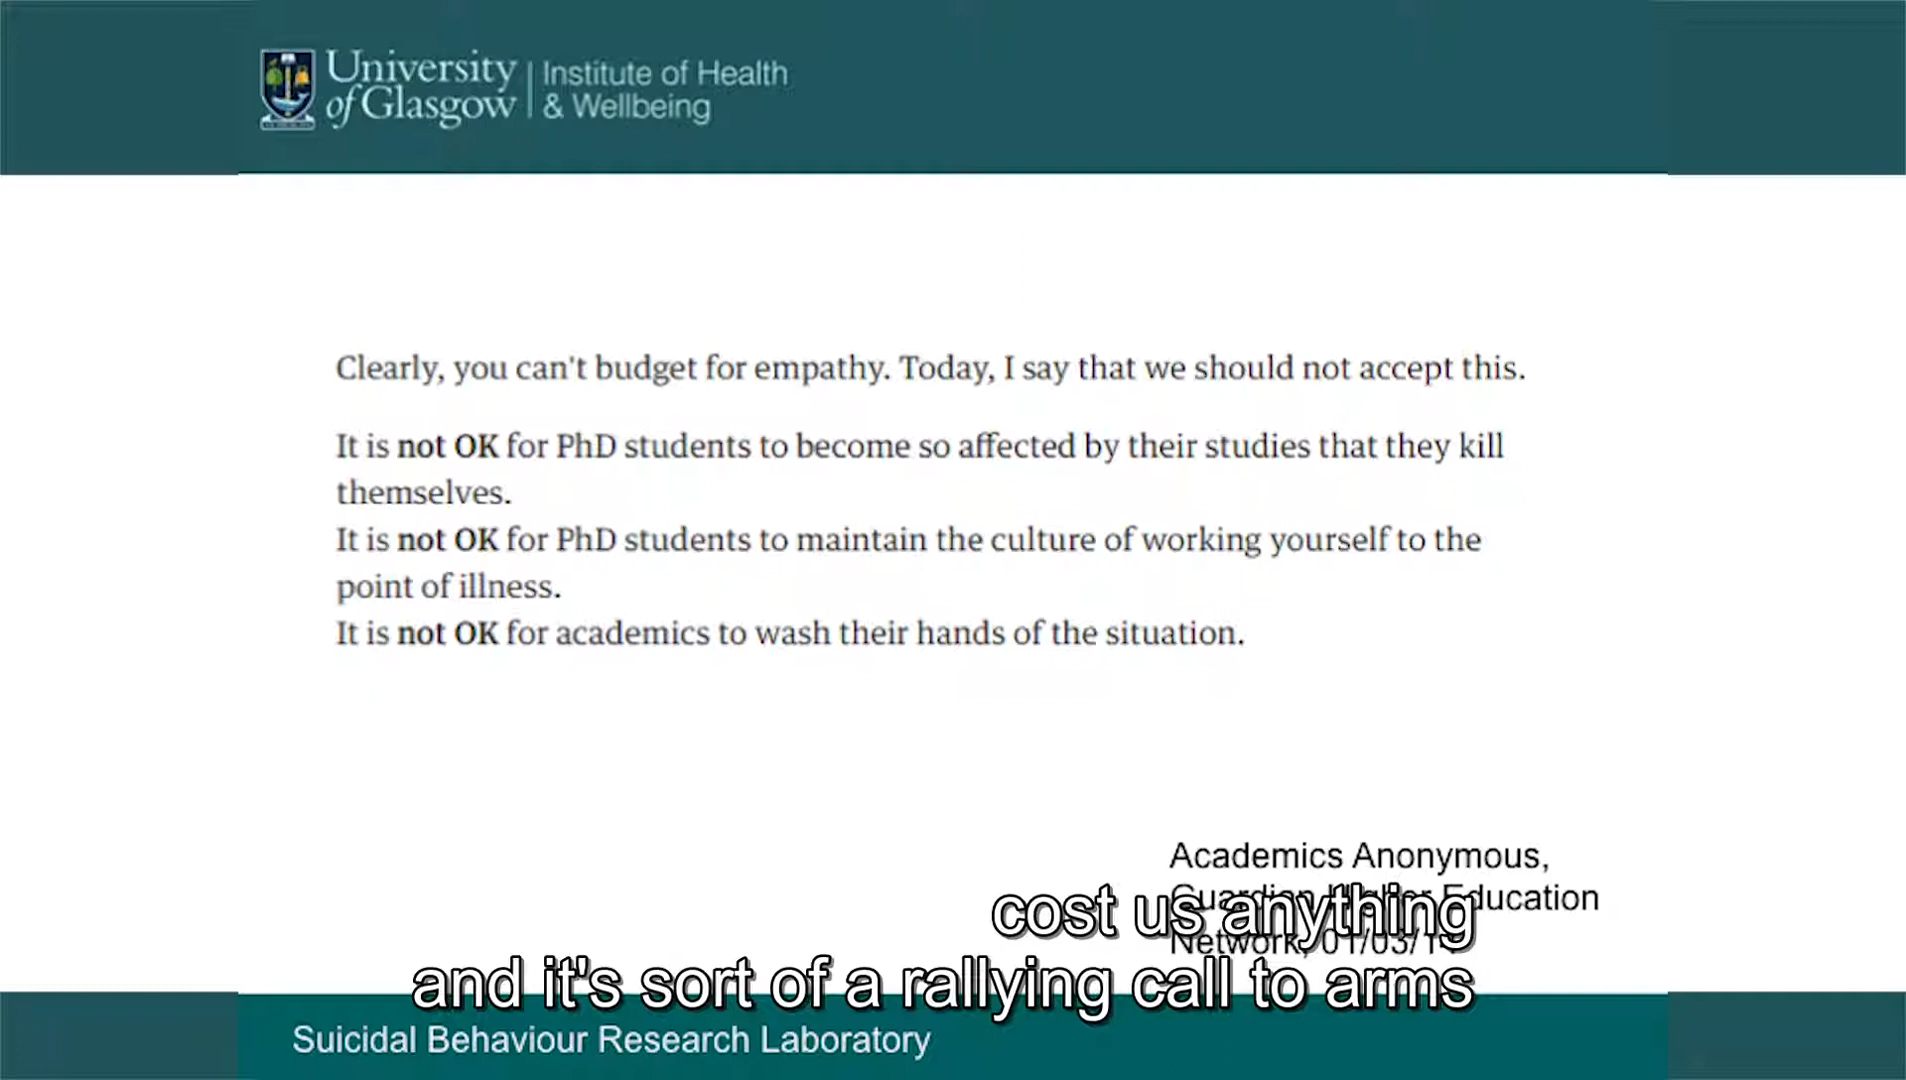 University of Glasgow
Institute of Health & Wellbeing
Clearly, you can't budget for empathy. Today, I say that we should not accept this.
It is not OK for PhD students to become so affected by their studies that they kill
themselves.
It is not OK for PhD students to maintain the culture of working yourself to the
point of illness.
It is not OK for academics to wash their hands of the situation.
Academics Anonymous,
Guardian Higher Education
Network,
cost us anything
and it's sort of a rallying call to arms
Suicidal Behaviour Research Laboratory